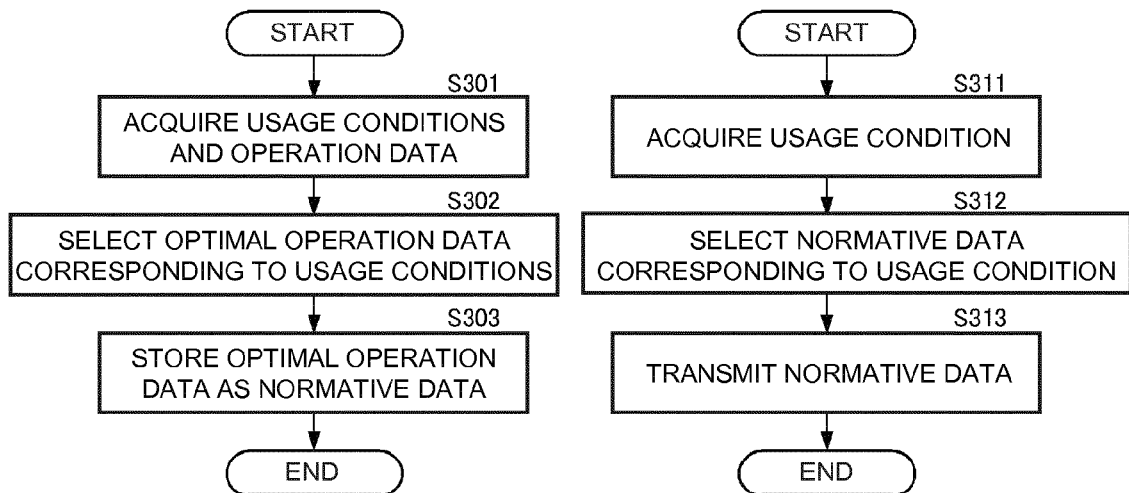 START
S301
ACQUIRE USAGE CONDITIONS
AND OPERATION DATA
S302
SELECT OPTIMAL OPERATION DATA
CORRESPONDING TO USAGE CONDITIONS
S303
STORE OPTIMAL OPERATION
DATA AS NORMATIVE DATA
END
START
S311
ACQUIRE USAGE CONDITION
S312
SELECT NORMATIVE DATA
CORRESPONDING TO USAGE CONDITION
S313
TRANSMIT NORMATIVE DATA
END